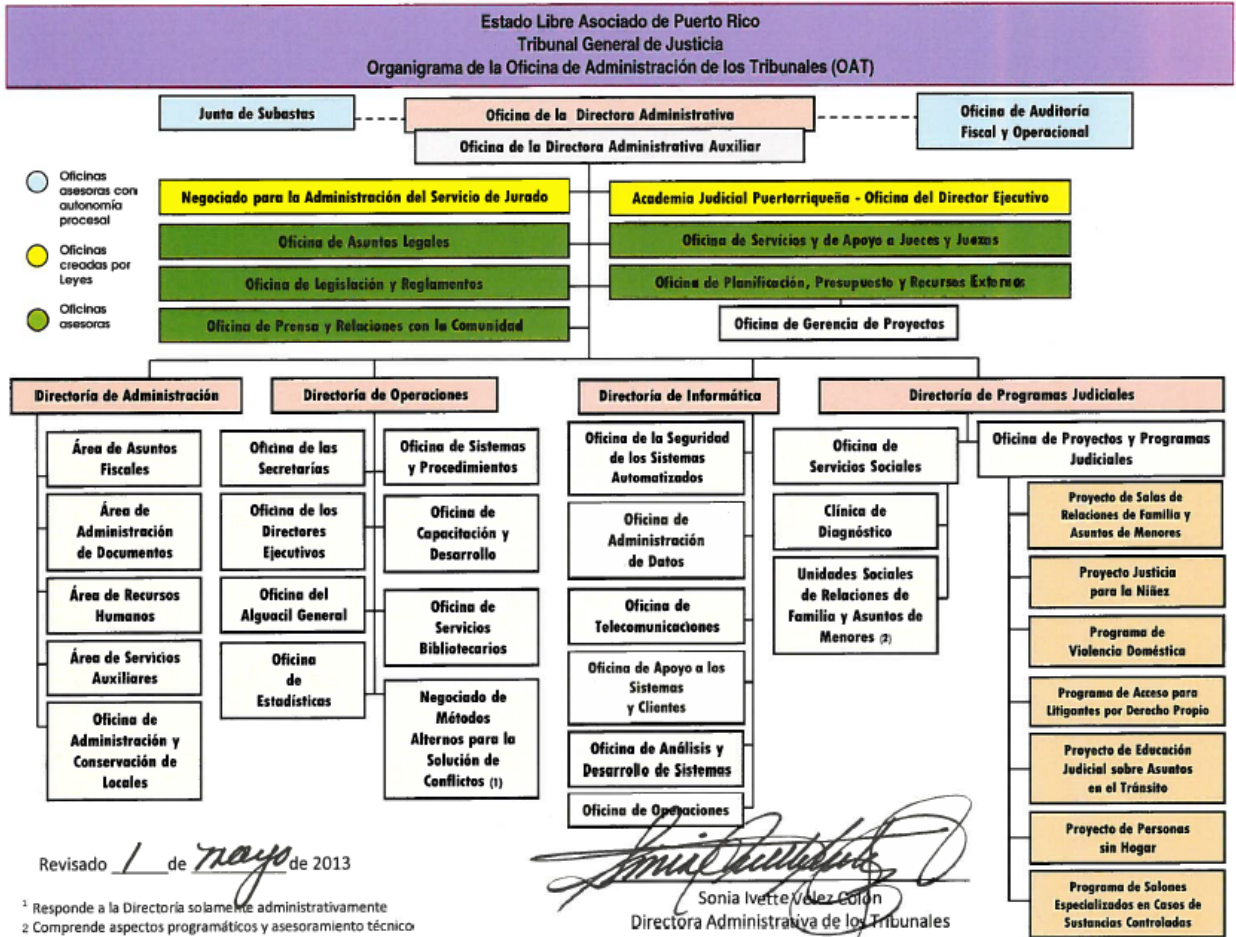 Estado Libre Asociado de Puerto Rico
Tribunal General de Justicia
Organigrama de la Oficina de Administración de los Tribunales (OAT)
Junta de Subastas
Oficina de la Directora Administrativa
Oficina de Auditoría
Fiscal y Operacional
Oficina de la Directora Administrativa Auxiliar
Oficinas
asesoras con
autonomía
procesal
Oficinas
creadas por
Leyes
Oficinas
asesoras
Negociado para la Administración del Servicio de Jurado
Academia Judicial Puertorriqueña - Oficina del Director Ejecutivo
Oficina de Asuntos Legales
Oficina de Servicios y de Apoyo a Jueces y Juezas
Oficina de Legislación y Reglamentos
Oficina de Planificación, Presupuesto y Recursos Externos
Oficina de Prensa y Relaciones con la Comunidad
Oficina de Gerencia de Proyectos
Directoría de Administración
Área de Asuntos
Fiscales
Área de
Administración
de Documentos
Área de Recursos
Humanos
Área de Servicios
Auxiliares
Oficina de
Administración y
Conservación de
Locales
Directoría de Operaciones
Oficina de las
Secretarías
Oficina de los
Directores
Ejecutivos
Oficina del
Alguacil General
Oficina
de
Estadísticas
Oficina de Sistemas
y Procedimientos
Oficina de
Capacitación y
Desarrollo
Oficina de
Servicios
Bibliotecarios
Negociado de
Métodos
Alternos para la
Solución de
Conflictos (1)
Directoría de Informática
Oficina de la Seguridad
de los Sistemas
Automatizados
Oficina de
Administración
de Datos
Oficina de
Telecomunicaciones
Oficina de Apoyo a los
Sistemas
y Clientes
Oficina de Análisis y
Desarrollo de Sistemas
Oficina de Operaciones
Directoría de Programas Judiciales
Oficina de
Servicios Sociales
Clínica de
Diagnóstico
Unidades Sociales
de Relaciones de
Familia y Asuntos de
Menores (2)
Oficina de Proyectos y Programas
Judiciales
Proyecto de Salas de
Relaciones de Familia y
Asuntos de Menores
Proyecto Justicia
para la Niñez
Programa de
Violencia Doméstica
Programa de Acceso para
Litigantes por Derecho Propio
Proyecto de Educación
Judicial sobre Asuntos
en el Tránsito
Proyecto de Personas
sin Hogar
Programa de Salones
Especializados en Casos de
Sustancias Controladas
Revisado 1 de mayo de 2013
Sonia Ivette Vélez Colón
Directora Administrativa de los Tribunales
1 Responde a la Directoría solamente administrativamente
2 Comprende aspectos programáticos y asesoramiento técnico